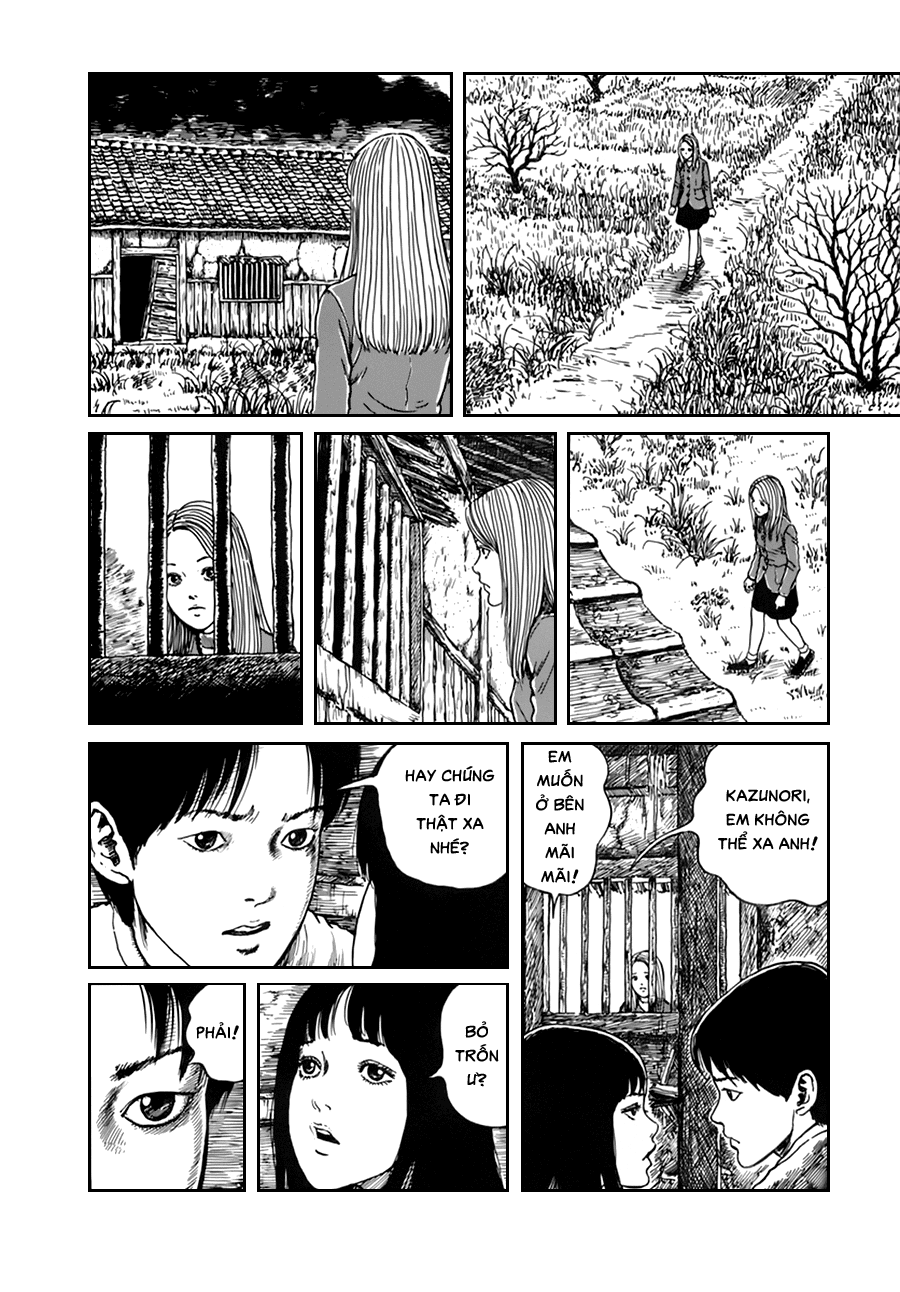 KAZUNORI,
EM KHÔNG
THỂ XA ANH!
EM
MUỐN
Ở BÊN
ANH
MÃI
MÃI!
HAY CHÚNG
TA ĐI
THẬT XA
NHÉ?
BỎ
TRỐN
Ư?
PHẢI!